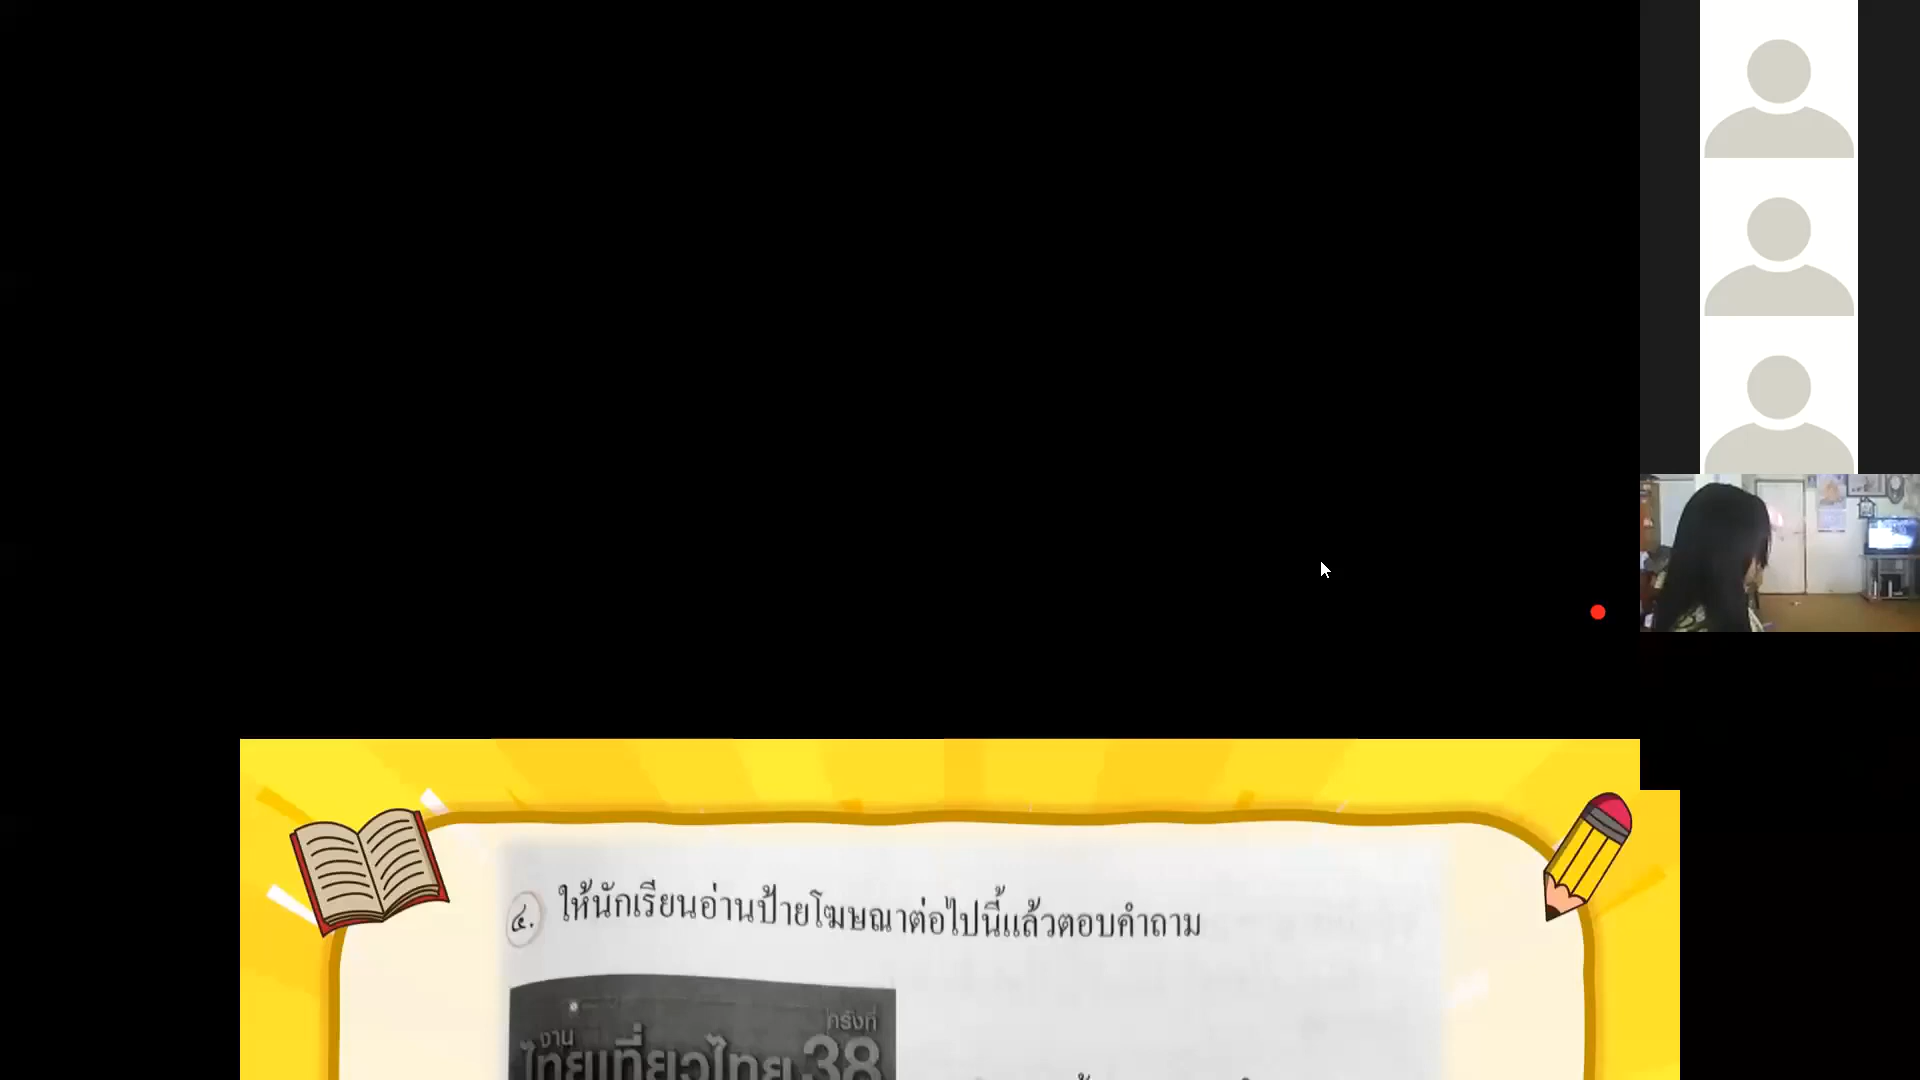 ๔. ให้นักเรียนอ่านป้ายโฆษณาต่อไปนี้แล้วตอบคำถาม
งาน
ครั้งที่
ไทยเที่ยวไทย 38